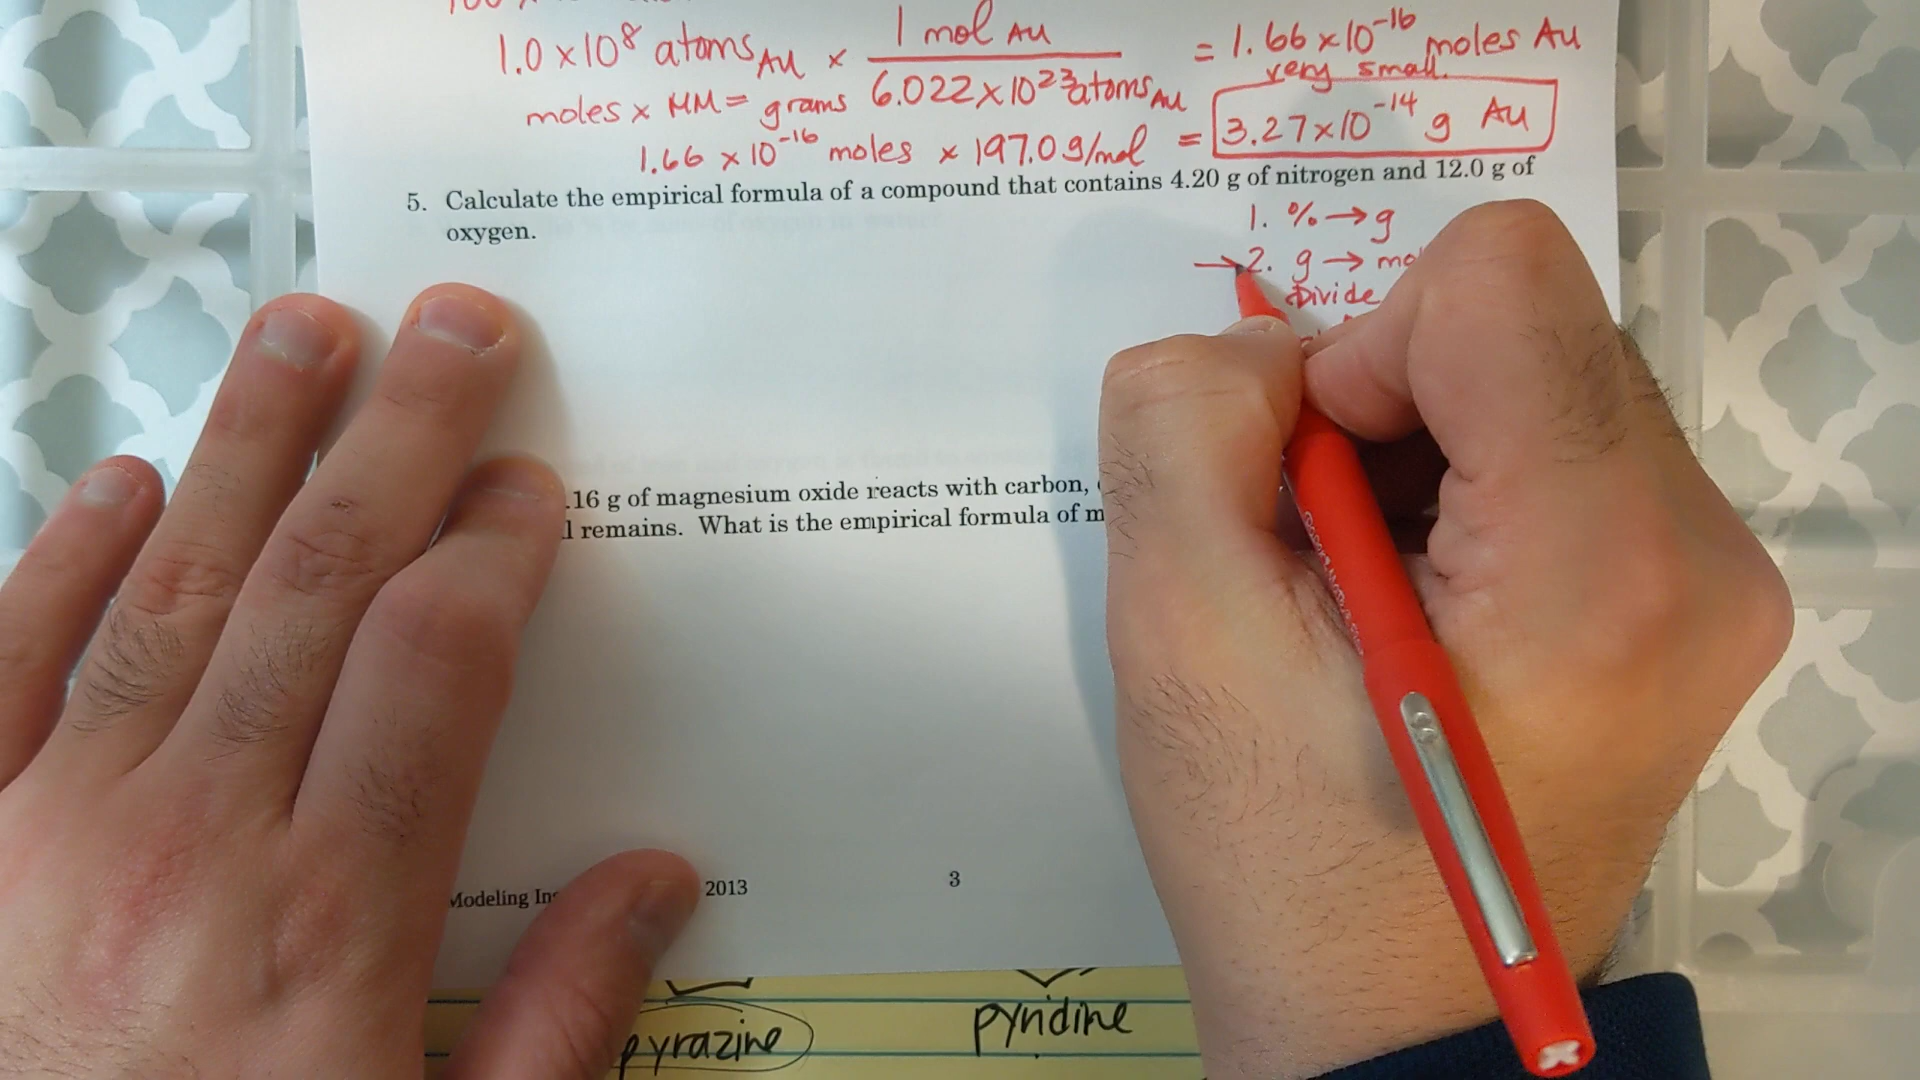 1.0 x 10⁸ atoms Au x 1 mol Au = 1.66 x 10⁻¹⁶ moles Au
6.022 x 10²³ atoms Au
very small.
moles x MM = grams
1.66 x 10⁻¹⁶ moles x 197.0 g/mol = 3.27 x 10⁻¹⁴ g Au
5. Calculate the empirical formula of a compound that contains 4.20 g of nitrogen and 12.0 g of
oxygen.
1. % → g
→ 2. g → mo
Divide
.16 g of magnesium oxide reacts with carbon,
l remains. What is the empirical formula of m
Modeling In
2013
3
pyrazine
pyridine